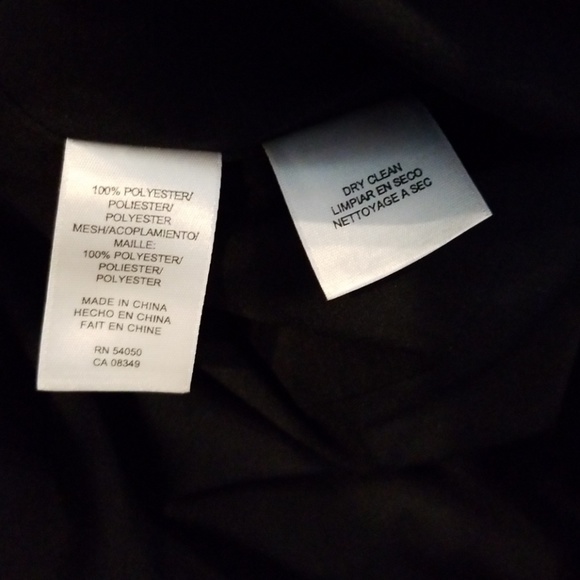 100% POLYESTER/
POLIESTER/
POLYESTER
MESH/ACOPLAMIENTO/
MAILLE:
100% POLYESTER/
POLIESTER/
POLYESTER
MADE IN CHINA
HECHO EN CHINA
FAIT EN CHINE
RN 54050
CA 08349
DRY CLEAN
LIMPIAR EN SECO
NETTOYAGE A SEC